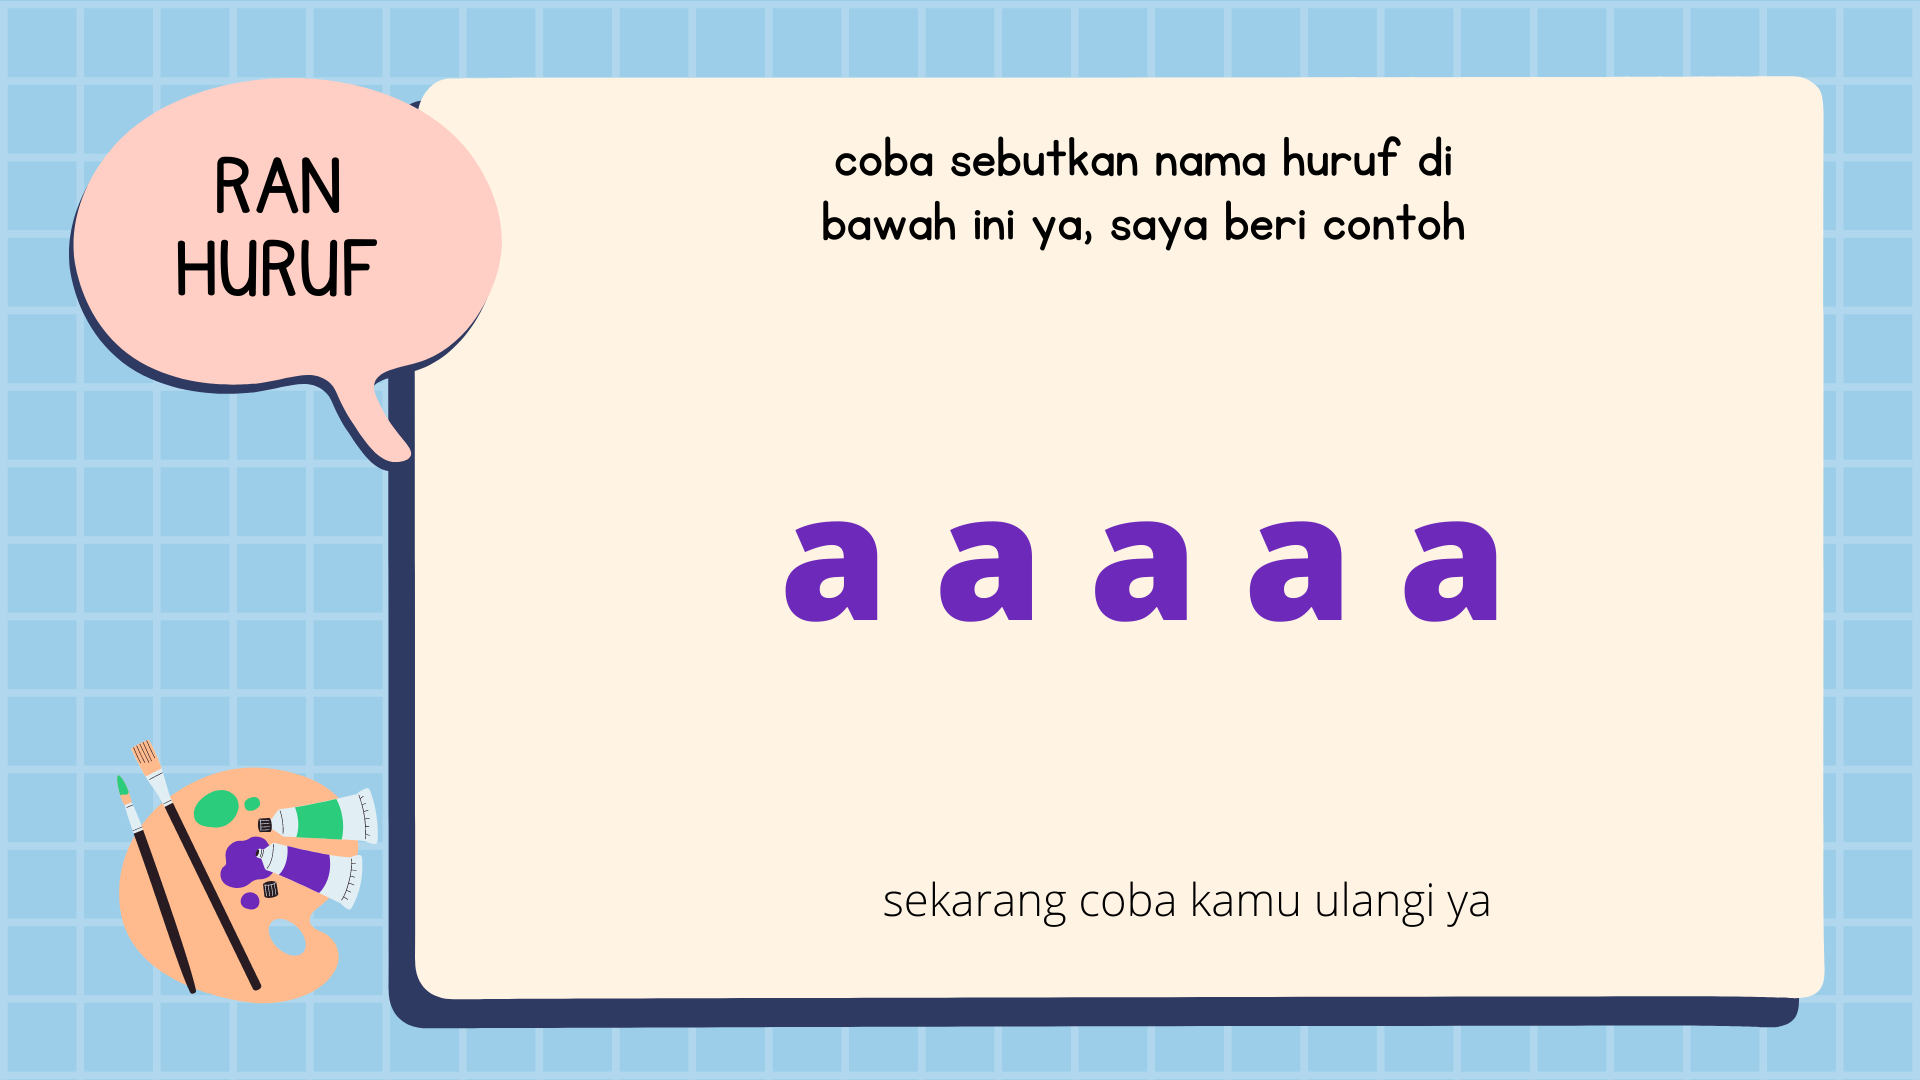 RAN
HURUF
coba sebutkan nama huruf di
bawah ini ya, saya beri contoh
a a a a a
sekarang coba kamu ulangi ya